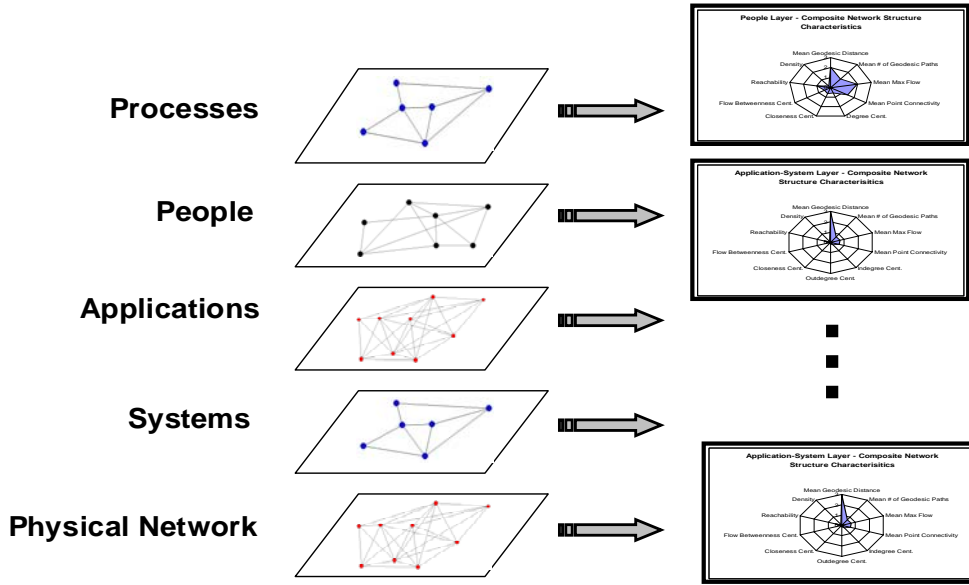 Processes
People
Applications
Systems
Physical Network
People Layer - Composite Network Structure
Characteristics
Mean Geodesic Distance
Mean # of Geodesic Paths
Mean Max Flow
Mean Point Connectivity
Degree Cent.
Closeness Cent.
Flow Betweenness Cent.
Reachability
Density
Application-System Layer - Composite Network
Structure Characterisitics
Mean Geodesic Distance
Mean # of Geodesic Paths
Mean Max Flow
Mean Point Connectivity
Indegree Cent.
Outdegree Cent.
Closeness Cent.
Flow Betweenness Cent.
Reachability
Density
Application-System Layer - Composite Network
Structure Characterisitics
Mean Geodesic Distance
Mean # of Geodesic Paths
Mean Max Flow
Mean Point Connectivity
Indegree Cent.
Outdegree Cent.
Closeness Cent.
Flow Betweenness Cent.
Reachability
Density